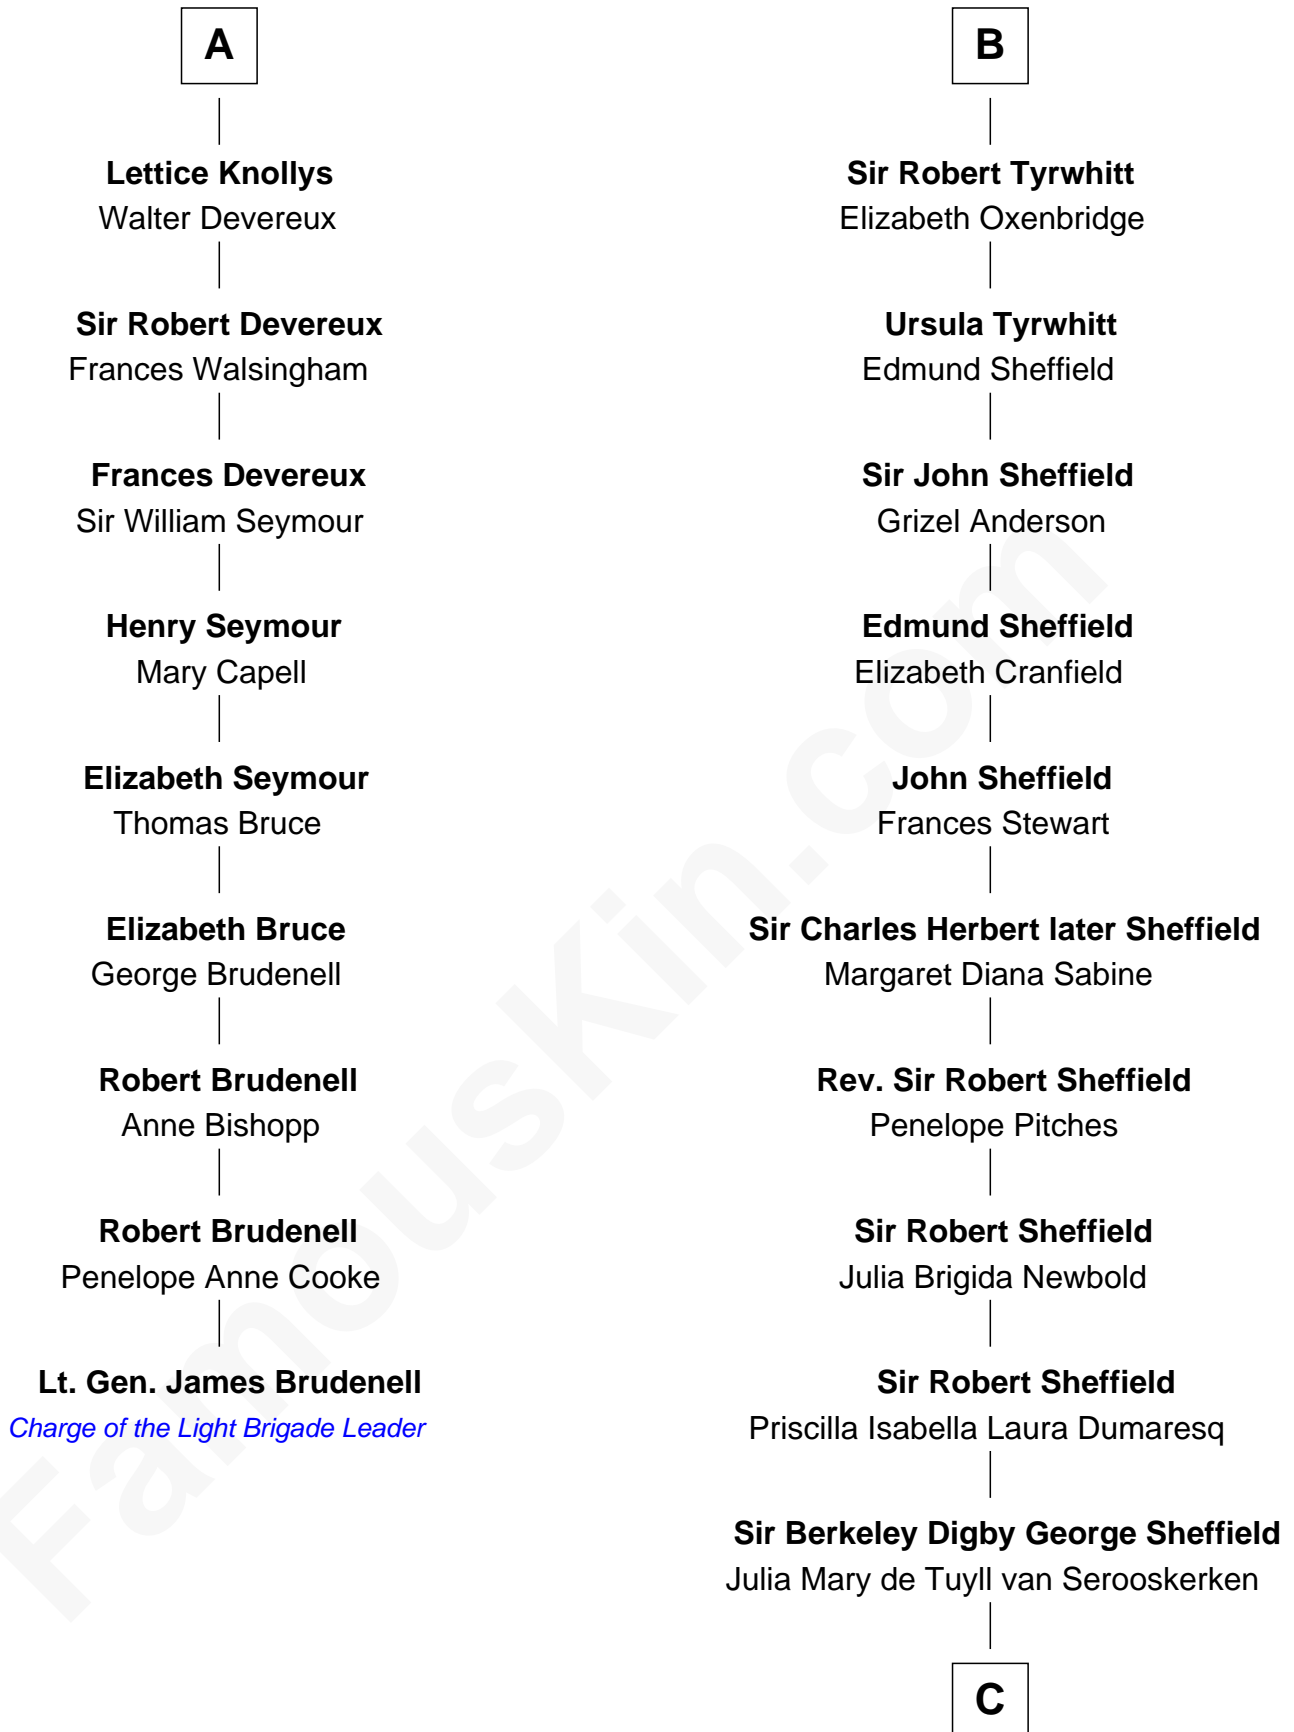 A
Lettice Knollys
Walter Devereux
Sir Robert Devereux
Frances Walsingham
Frances Devereux
Sir William Seymour
Henry Seymour
Mary Capell
Elizabeth Seymour
Thomas Bruce
Elizabeth Bruce
George Brudenell
Robert Brudenell
Anne Bishopp
Robert Brudenell
Penelope Anne Cooke
Lt. Gen. James Brudenell
Charge of the Light Brigade Leader
B
Sir Robert Tyrwhitt
Elizabeth Oxenbridge
Ursula Tyrwhitt
Edmund Sheffield
Sir John Sheffield
Grizel Anderson
Edmund Sheffield
Elizabeth Cranfield
John Sheffield
Frances Stewart
Sir Charles Herbert later Sheffield
Margaret Diana Sabine
Rev. Sir Robert Sheffield
Penelope Pitches
Sir Robert Sheffield
Julia Brigida Newbold
Sir Robert Sheffield
Priscilla Isabella Laura Dumaresq
Sir Berkeley Digby George Sheffield
Julia Mary de Tuyll van Serooskerken
C
FamousKin.com